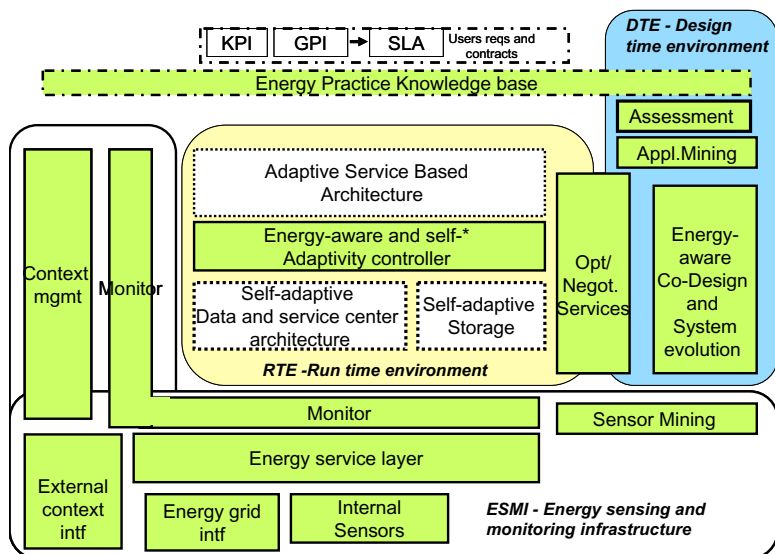 KPI
GPI
SLA
Users reqs and
contracts
DTE - Design
time environment
Energy Practice Knowledge base
Assessment
Appl.Mining
Adaptive Service Based
Architecture
Energy-aware and self-*
Adaptivity controller
Context
mgmt
Monitor
Opt/
Negot.
Services
Energy-
aware
Co-Design
and
System
evolution
Self-adaptive
Data and service center
architecture
Self-adaptive
Storage
RTE -Run time environment
Monitor
Sensor Mining
Energy service layer
External
context
intf
Energy grid
intf
Internal
Sensors
ESMI - Energy sensing and
monitoring infrastructure